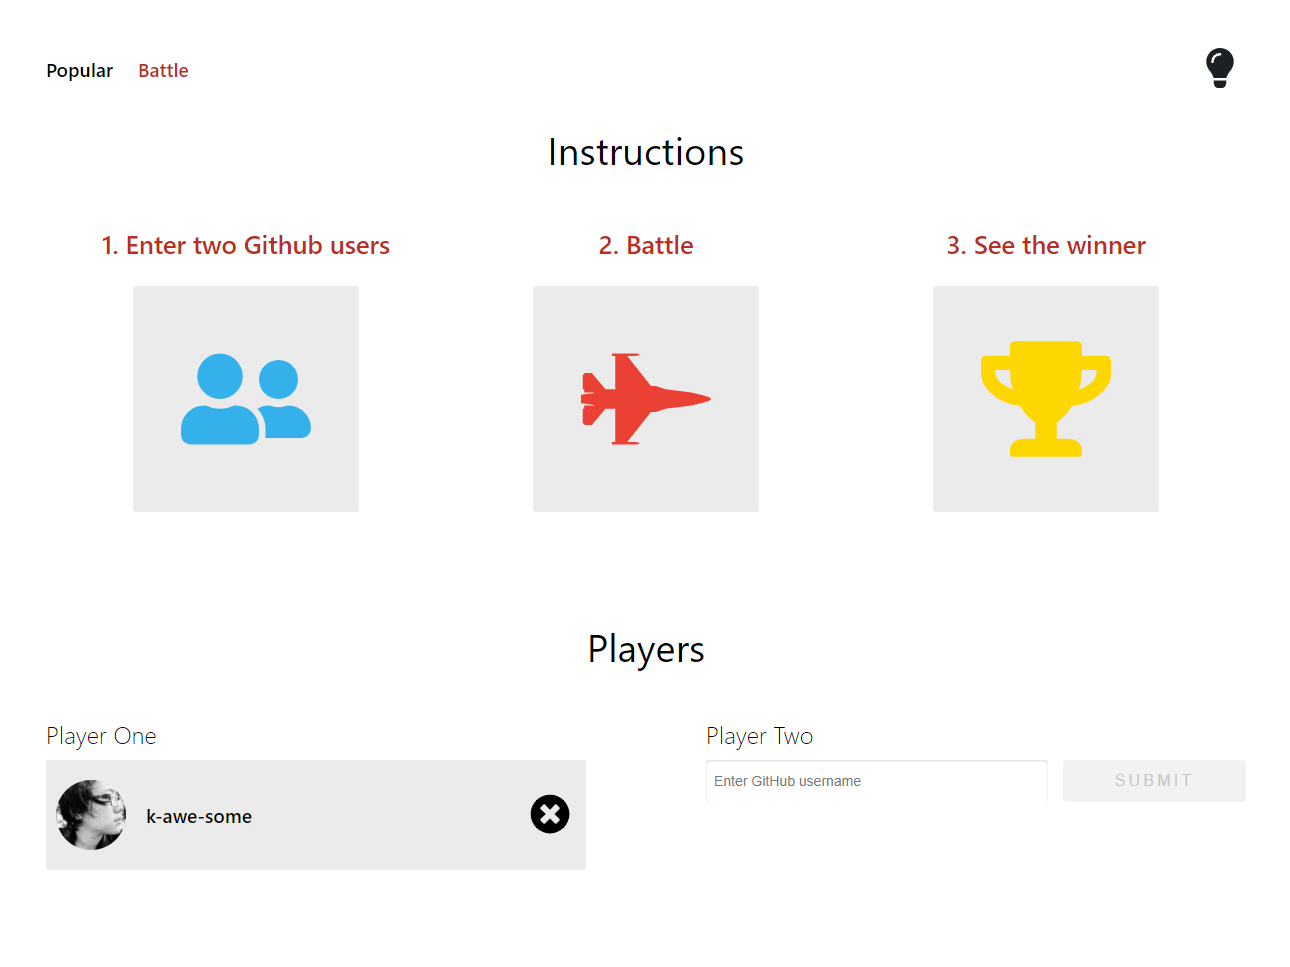 Popular Battle
Instructions
1. Enter two Github users
2. Battle
3. See the winner
Players
Player One
k-awe-some
Player Two
Enter GitHub username
SUBMIT